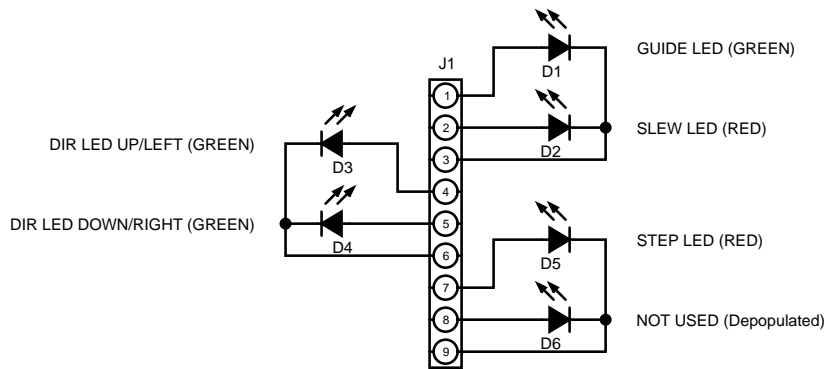 GUIDE LED (GREEN)
D1
J1
1
2
SLEW LED (RED)
D2
DIR LED UP/LEFT (GREEN)
D3
3
4
DIR LED DOWN/RIGHT (GREEN)
D4
5
6
STEP LED (RED)
D5
7
8
NOT USED (Depopulated)
D6
9